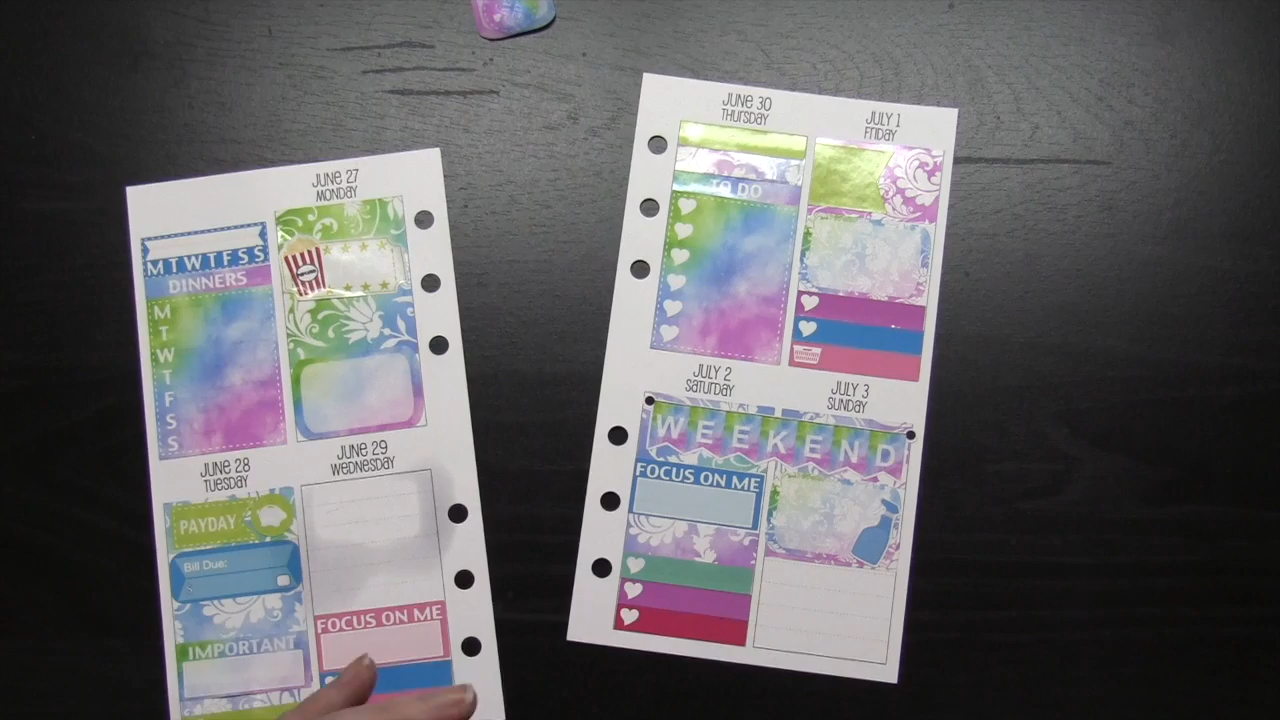 JUNE 27
MONDAY
M T W T F S S
DINNERS
M
T
W
T
F
S
S
JUNE 28
TUESDAY
PAYDAY
Bill Due:
$
IMPORTANT
JUNE 29
WEDNESDAY
FOCUS ON ME
JUNE 30
THURSDAY
TO DO
JULY 1
FRIDAY
JULY 2
SATURDAY
JULY 3
SUNDAY
WEEKEND
FOCUS ON ME